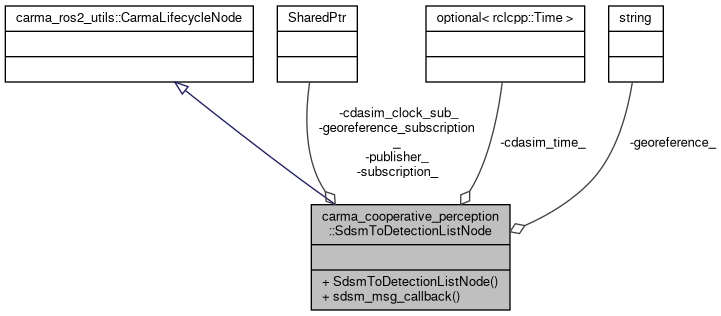 carma_ros2_utils::CarmaLifecycleNode
SharedPtr
optional< rclcpp::Time >
string
-cdasim_clock_sub_
-georeference_subscription
_
-publisher_
-subscription_
-cdasim_time_
-georeference_
carma_cooperative_perception
::SdsmToDetectionListNode
+ SdsmToDetectionListNode()
+ sdsm_msg_callback()